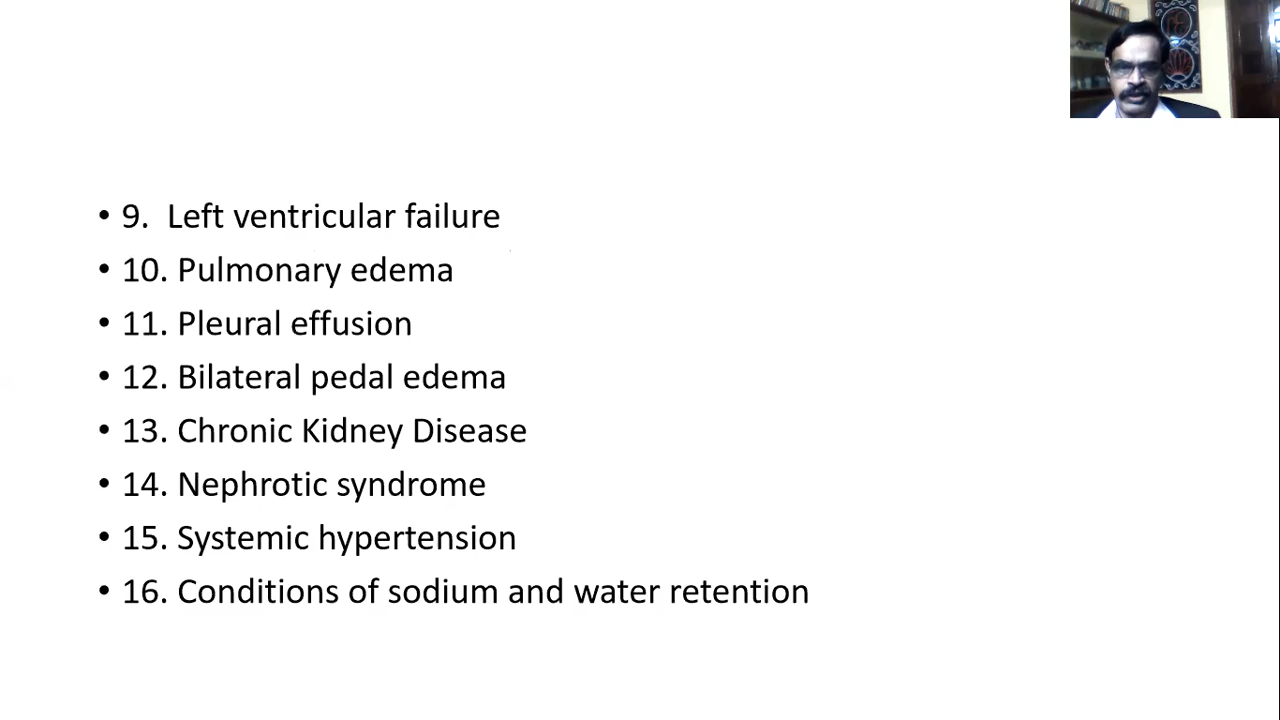 • 9.  Left ventricular failure
• 10. Pulmonary edema
• 11. Pleural effusion
• 12. Bilateral pedal edema
• 13. Chronic Kidney Disease
• 14. Nephrotic syndrome
• 15. Systemic hypertension
• 16. Conditions of sodium and water retention